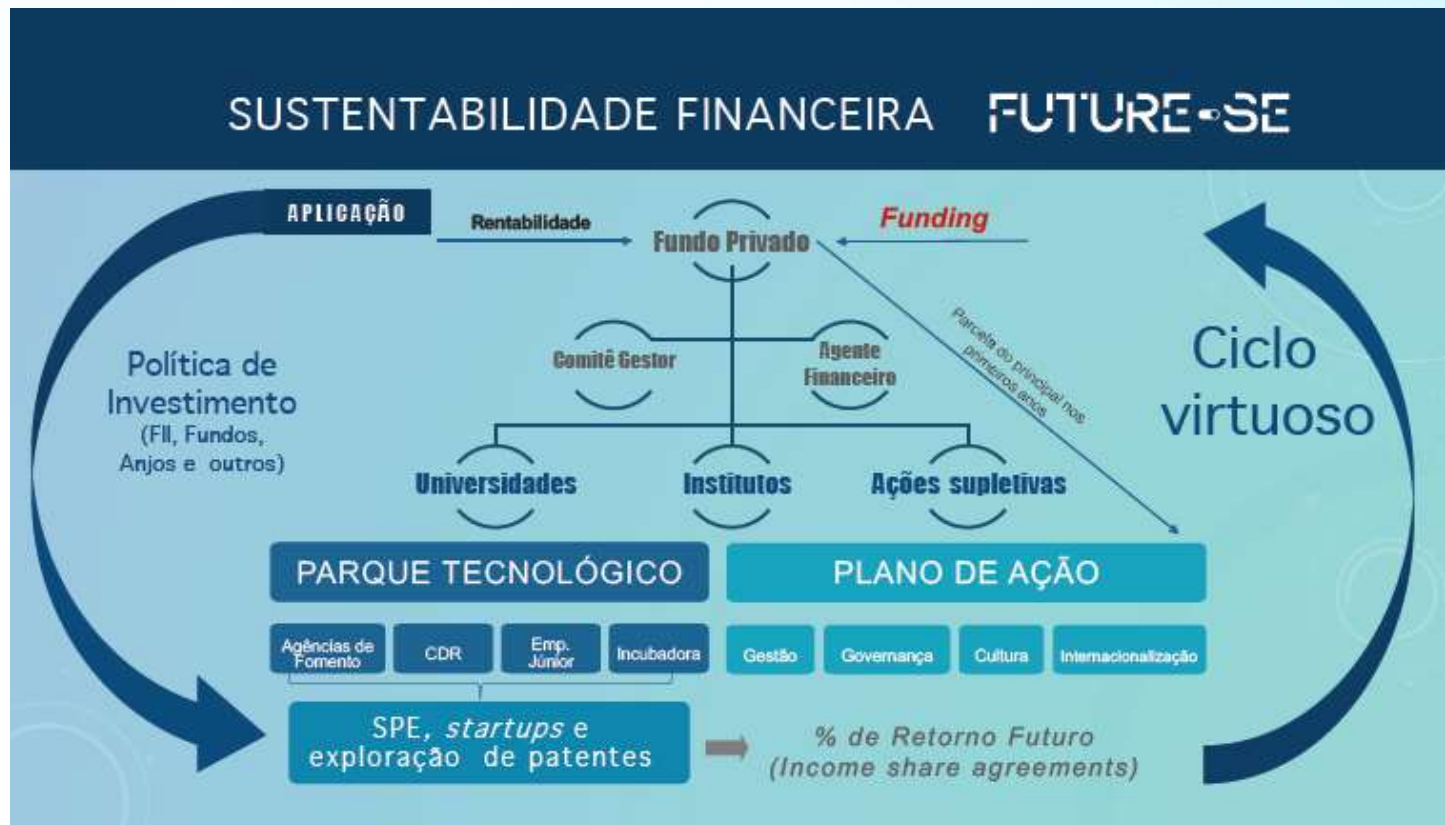 SUSTENTABILIDADE FINANCEIRA FUTURE-SE
APLICAÇÃO
Rentabilidade
Fundo Privado
Funding
Comitê Gestor
Agente
Financeiro
Parcela do principal nos
primeiros anos
Política de
Investimento
(FII, Fundos,
Anjos e outros)
Ciclo
virtuoso
Universidades
Institutos
Ações supletivas
PARQUE TECNOLÓGICO
PLANO DE AÇÃO
Agências de
Fomento
CDR
Emp.
Júnior
Incubadora
Gestão
Governança
Cultura
Internacionalização
SPE, startups e
exploração de patentes
% de Retorno Futuro
(Income share agreements)